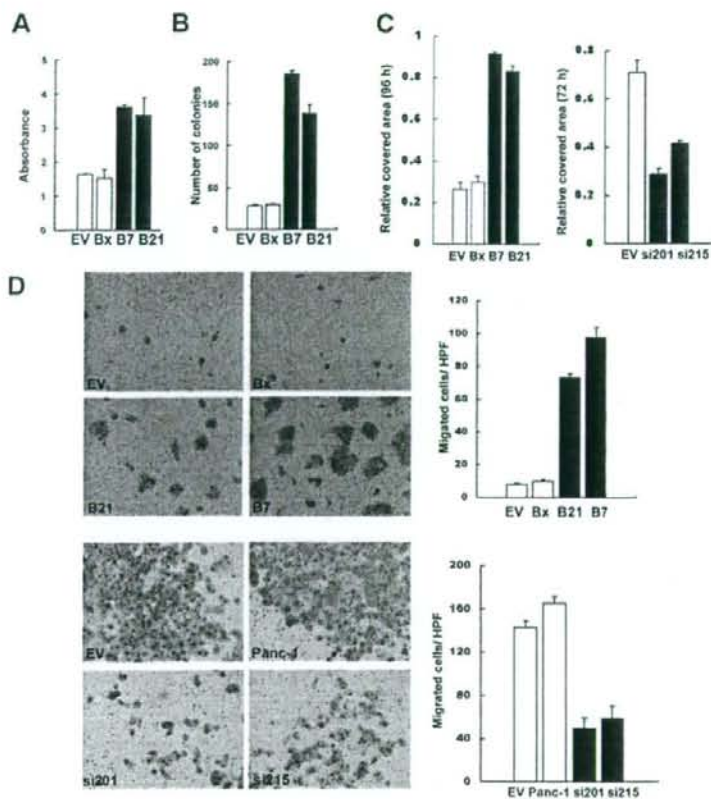 A
Absorbance
5
4
3
2
1
0
EV Bx B7 B21
B
Number of colonies
200
150
100
50
0
EV Bx B7 B21
C
Relative covered area (96 h)
1
0.8
0.6
0.4
0.2
0
EV Bx B7 B21
Relative covered area (72 h)
0.8
0.6
0.4
0.2
0
EV si201 si215
D
EV
Bx
B21
B7
Migated cells/ HPF
120
100
80
60
40
20
0
EV Bx B21 B7
EV
Panc-1
si201
si215
Migrated cells/ HPF
200
160
120
80
40
0
EV Panc-1 si201 si215